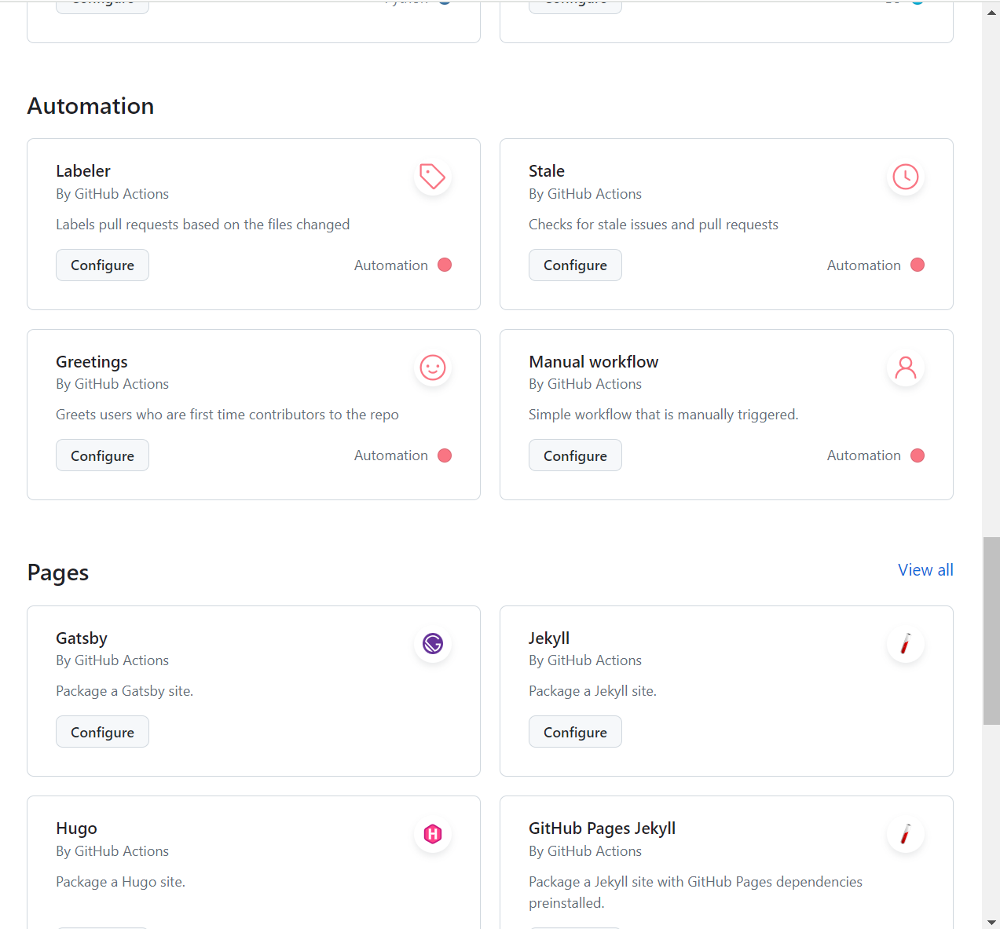 Automation
Labeler
By GitHub Actions
Labels pull requests based on the files changed
Configure
Automation
Stale
By GitHub Actions
Checks for stale issues and pull requests
Configure
Automation
Greetings
By GitHub Actions
Greets users who are first time contributors to the repo
Configure
Automation
Manual workflow
By GitHub Actions
Simple workflow that is manually triggered.
Configure
Automation
Pages
View all
Gatsby
By GitHub Actions
Package a Gatsby site.
Configure
Jekyll
By GitHub Actions
Package a Jekyll site.
Configure
Hugo
By GitHub Actions
Package a Hugo site.
GitHub Pages Jekyll
By GitHub Actions
Package a Jekyll site with GitHub Pages dependencies
preinstalled.